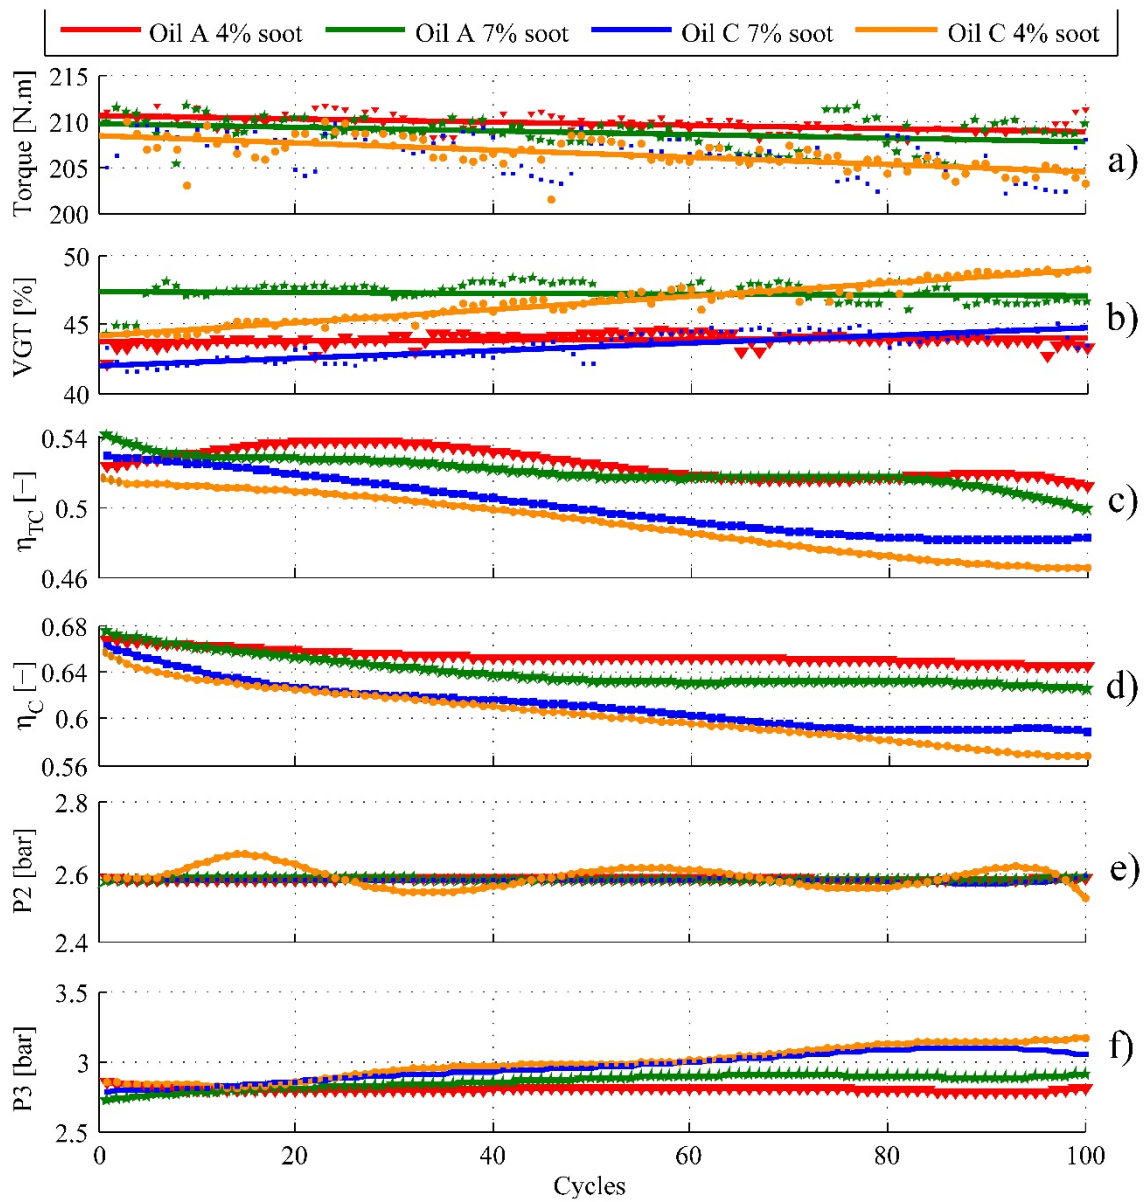 Oil A 4% soot Oil A 7% soot Oil C 7% soot Oil C 4% soot
215
210
205
200
Torque [N.m]
a)
50
45
40
VGT [%]
b)
0.54
0.5
0.46
ηTC [−]
c)
0.68
0.64
0.6
0.56
ηC [−]
d)
2.8
2.6
2.4
P2 [bar]
e)
3.5
3
2.5
P3 [bar]
f)
0 20 40 60 80 100
Cycles